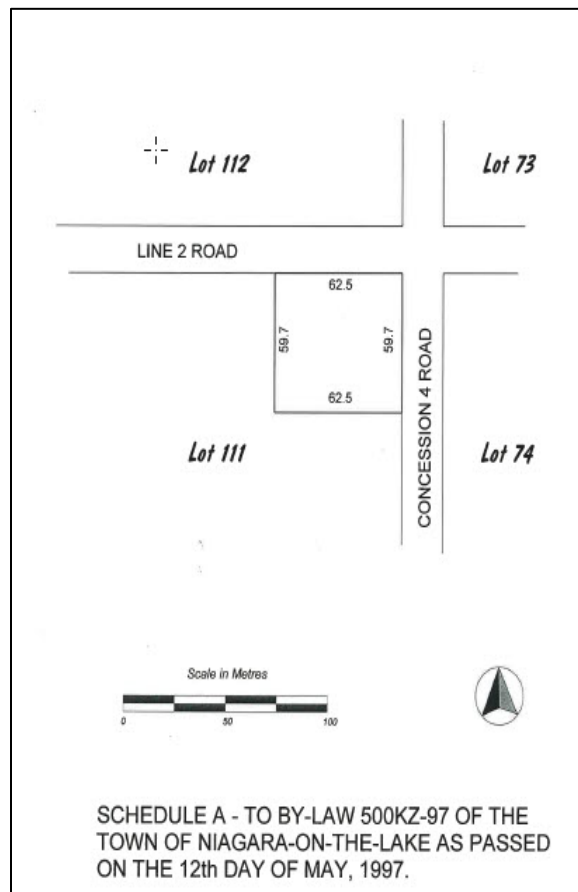 Lot 112
Lot 73
LINE 2 ROAD
62.5
59.7
59.7
62.5
CONCESSION 4 ROAD
Lot 111
Lot 74
Scale in Metres
0 50 100
SCHEDULE A - TO BY-LAW 500KZ-97 OF THE
TOWN OF NIAGARA-ON-THE-LAKE AS PASSED
ON THE 12th DAY OF MAY, 1997.